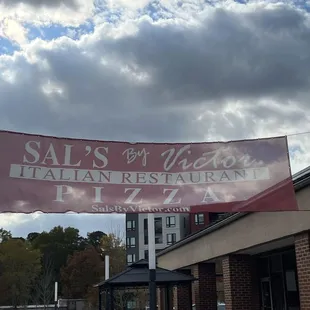 SAL'S By Victor
ITALIAN RESTAURANT
PIZZA
SalsByVictor.com